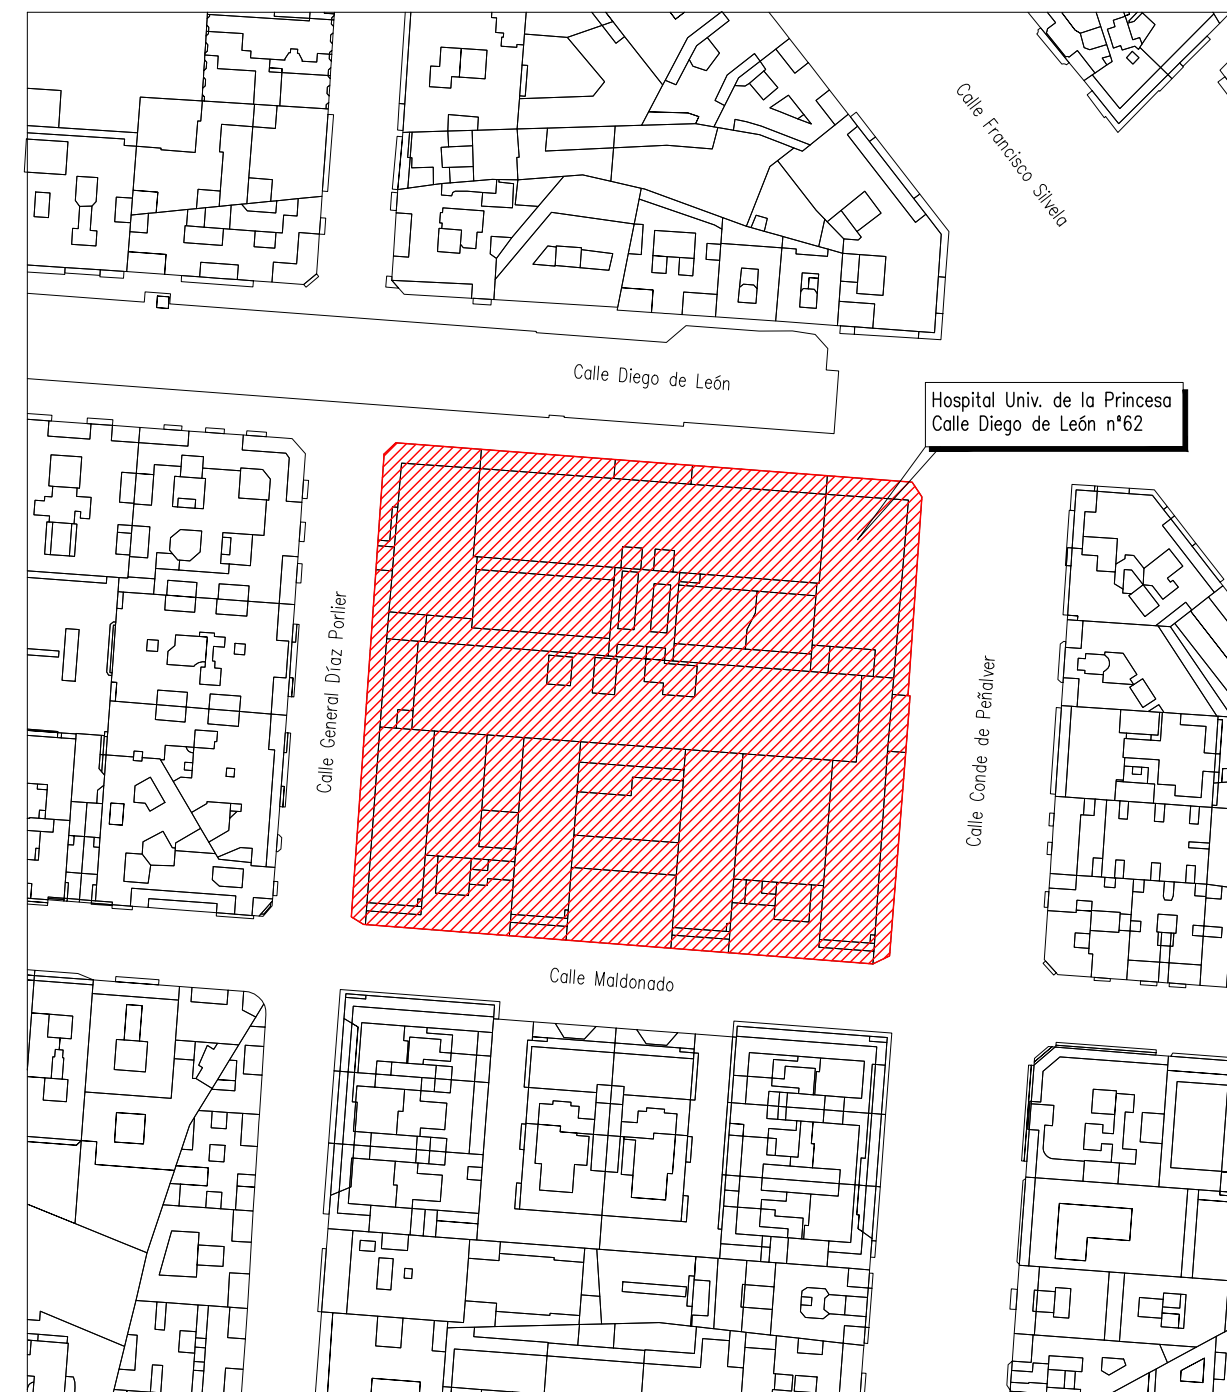 Calle Francisco Silvela
Calle Diego de León
Hospital Univ. de la Princesa
Calle Diego de León nº62
Calle General Díaz Porlier
Calle Conde de Peñalver
Calle Maldonado